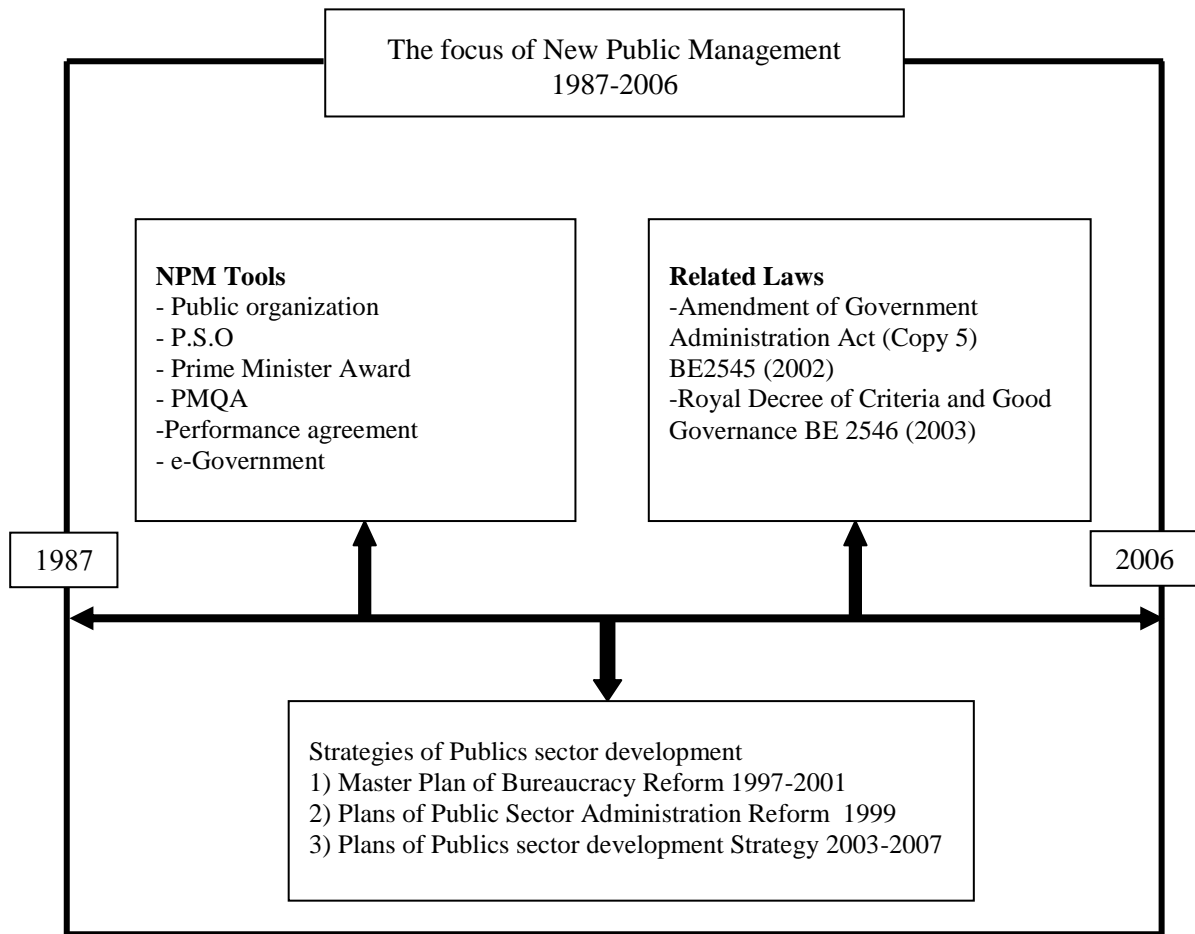 The focus of New Public Management
1987-2006
NPM Tools
- Public organization
- P.S.O
- Prime Minister Award
- PMQA
-Performance agreement
- e-Government
Related Laws
-Amendment of Government
Administration Act (Copy 5)
BE2545 (2002)
-Royal Decree of Criteria and Good
Governance BE 2546 (2003)
1987
2006
Strategies of Publics sector development
1) Master Plan of Bureaucracy Reform 1997-2001
2) Plans of Public Sector Administration Reform  1999
3) Plans of Publics sector development Strategy 2003-2007